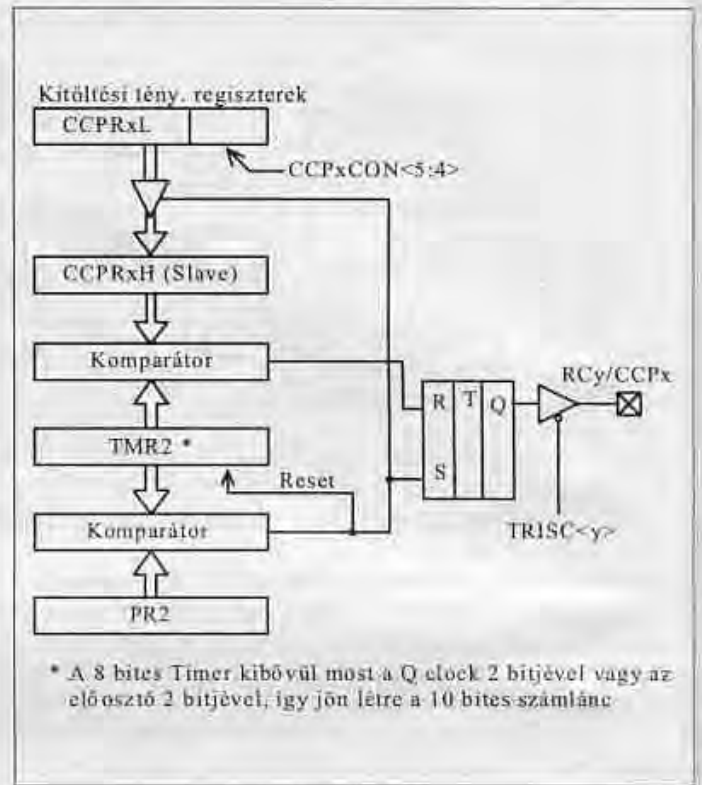 Kitöltési tény. regiszterek
CCPRxL
CCPxCON<5:4>
CCPRxH (Slave)
Komparátor
RCy/CCPx
R T Q
TMR2 *
Reset
S
Komparátor
TRISC<y>
PR2
* A 8 bites Timer kibővül most a Q clock 2 bitjével vagy az
előosztó 2 bitjével, így jön létre a 10 bites számlánc